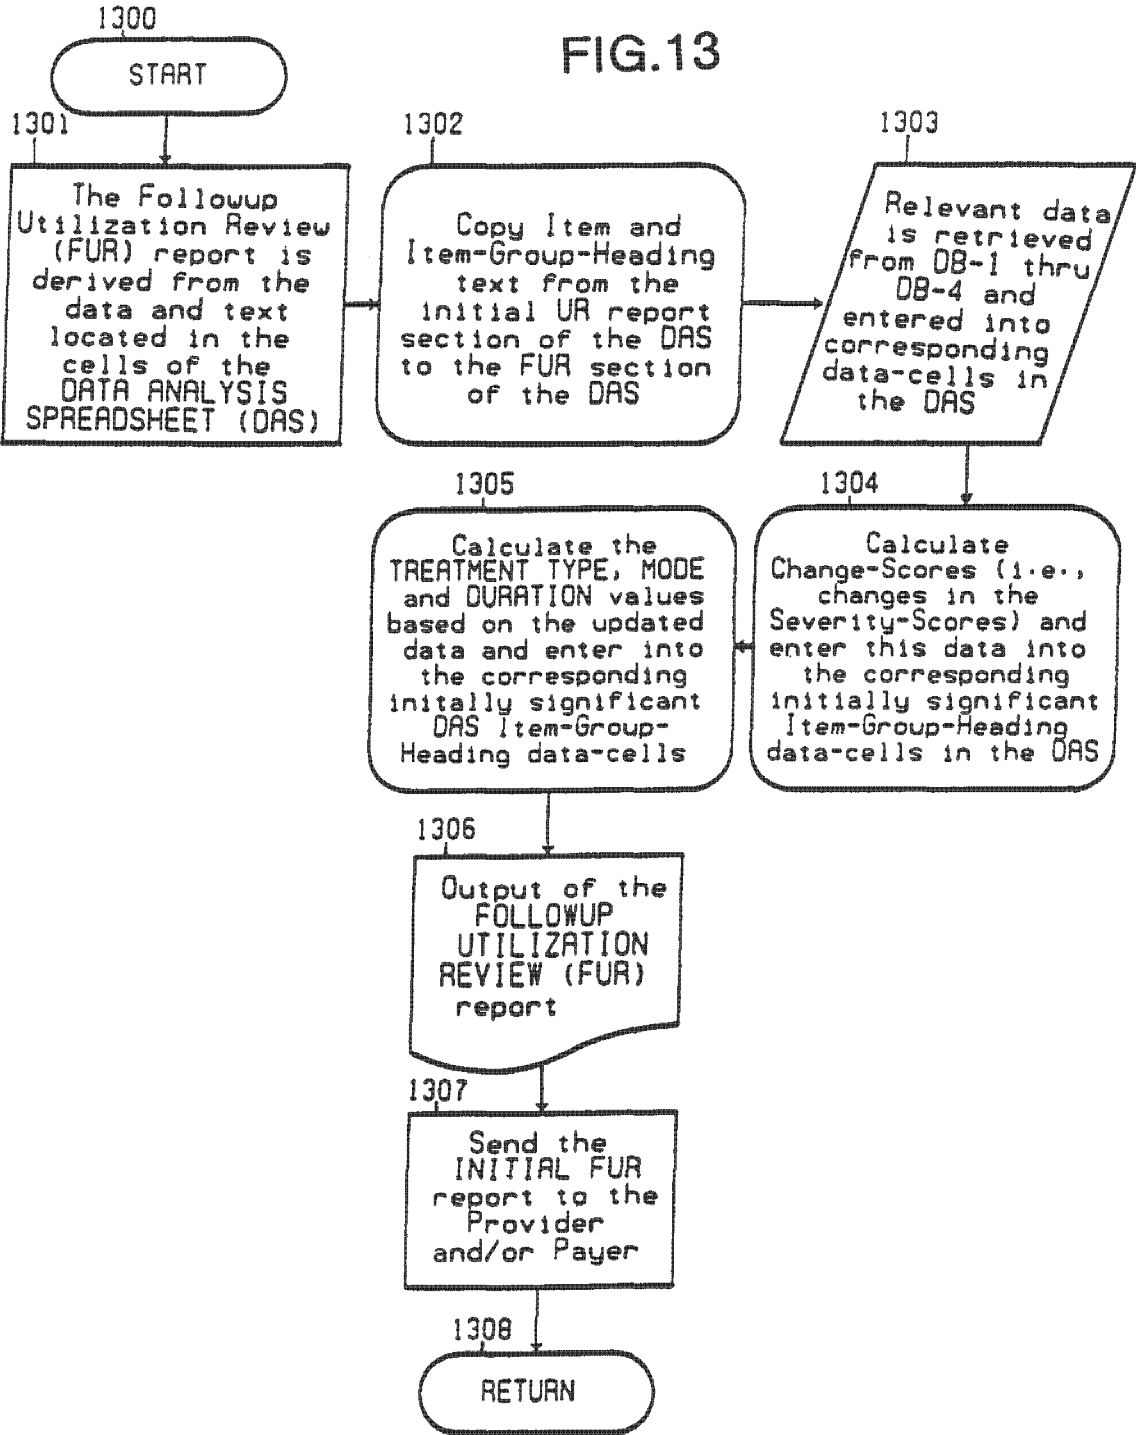 FIG.13
1300
START
1301
The Followup
Utilization Review
(FUR) report is
derived from the
data and text
located in the
cells of the
DATA ANALYSIS
SPREADSHEET (DAS)
1302
Copy Item and
Item-Group-Heading
text from the
initial UR report
section of the DAS
to the FUR section
of the DAS
1303
Relevant data
is retrieved
from DB-1 thru
DB-4 and
entered into
corresponding
data-cells in
the DAS
1304
Calculate
Change-Scores (i.e.,
changes in the
Severity-Scores) and
enter this data into
the corresponding
initially significant
Item-Group-Heading
data-cells in the DAS
1305
Calculate the
TREATMENT TYPE, MODE
and DURATION values
based on the updated
data and enter into
the corresponding
initally significant
DAS Item-Group-
Heading data-cells
1306
Output of the
FOLLOWUP
UTILIZATION
REVIEW (FUR)
report
1307
Send the
INITIAL FUR
report to the
Provider
and/or Payer
1308
RETURN